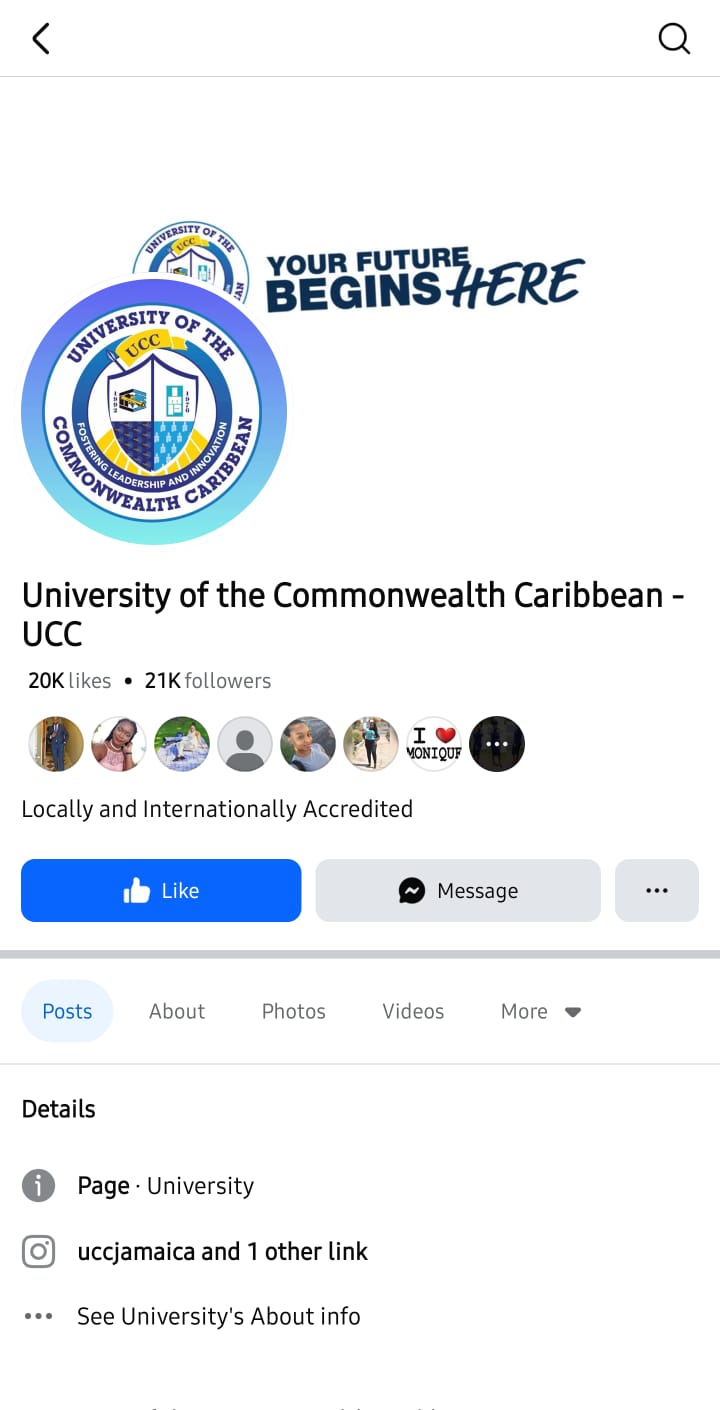 UNIVERSITY OF THE
UCC
YOUR FUTURE
BEGINS HERE
UNIVERSITY OF THE
UCC
1992
1970
FOSTERING LEADERSHIP AND INNOVATION
COMMONWEALTH CARIBBEAN
University of the Commonwealth Caribbean -
UCC
20K likes • 21K followers
I ❤️
MONIQUE
Locally and Internationally Accredited
Like
Message
Posts
About
Photos
Videos
More
Details
Page · University
uccjamaica and 1 other link
See University's About info